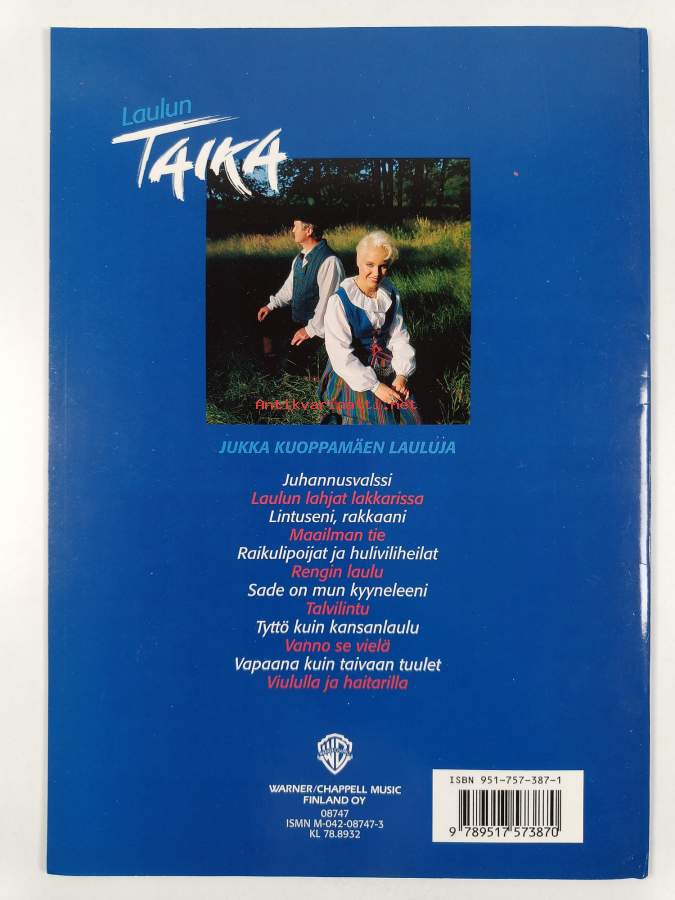 Laulun
TAIKA
Antikvarinatti.net
JUKKA KUOPPAMÄEN LAULUJA
Juhannusvalssi
Laulun lahjat lakkarissa
Lintuseni, rakkaani
Maailman tie
Raikulipoijat ja huliviliheilat
Rengin laulu
Sade on mun kyyneleeni
Talvilintu
Tyttö kuin kansanlaulu
Vanno se vielä
Vapaana kuin taivaan tuulet
Viululla ja haitarilla
WARNER/CHAPPELL MUSIC
FINLAND OY
08747
ISMN M-042-08747-3
KL 78.8932
ISBN 951-757-387-1
9 789517 573870